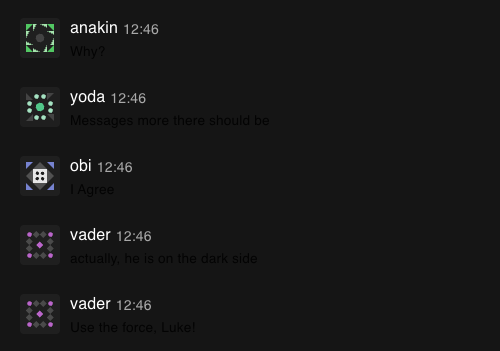 anakin 12:46
Why?
yoda 12:46
Messages more there should be
obi 12:46
I Agree
vader 12:46
actually, he is on the dark side
vader 12:46
Use the force, Luke!